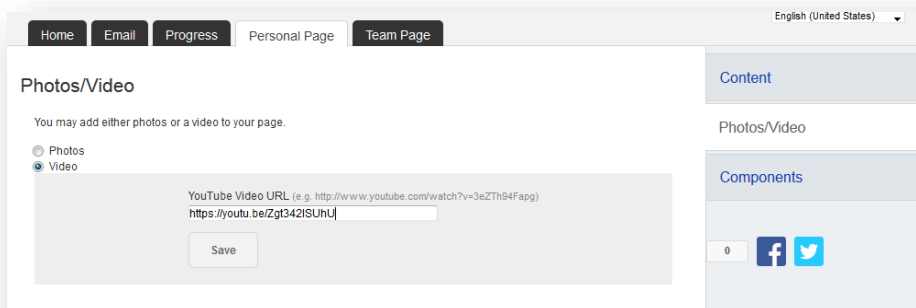 English (United States)
Home Email Progress Personal Page Team Page
Photos/Video
You may add either photos or a video to your page.
Photos
Video
YouTube Video URL (e.g. http://www.youtube.com/watch?v=3eZTh94Fapg)
https://youtu.be/Zgt342ISUhU
Save
Content
Photos/Video
Components
0